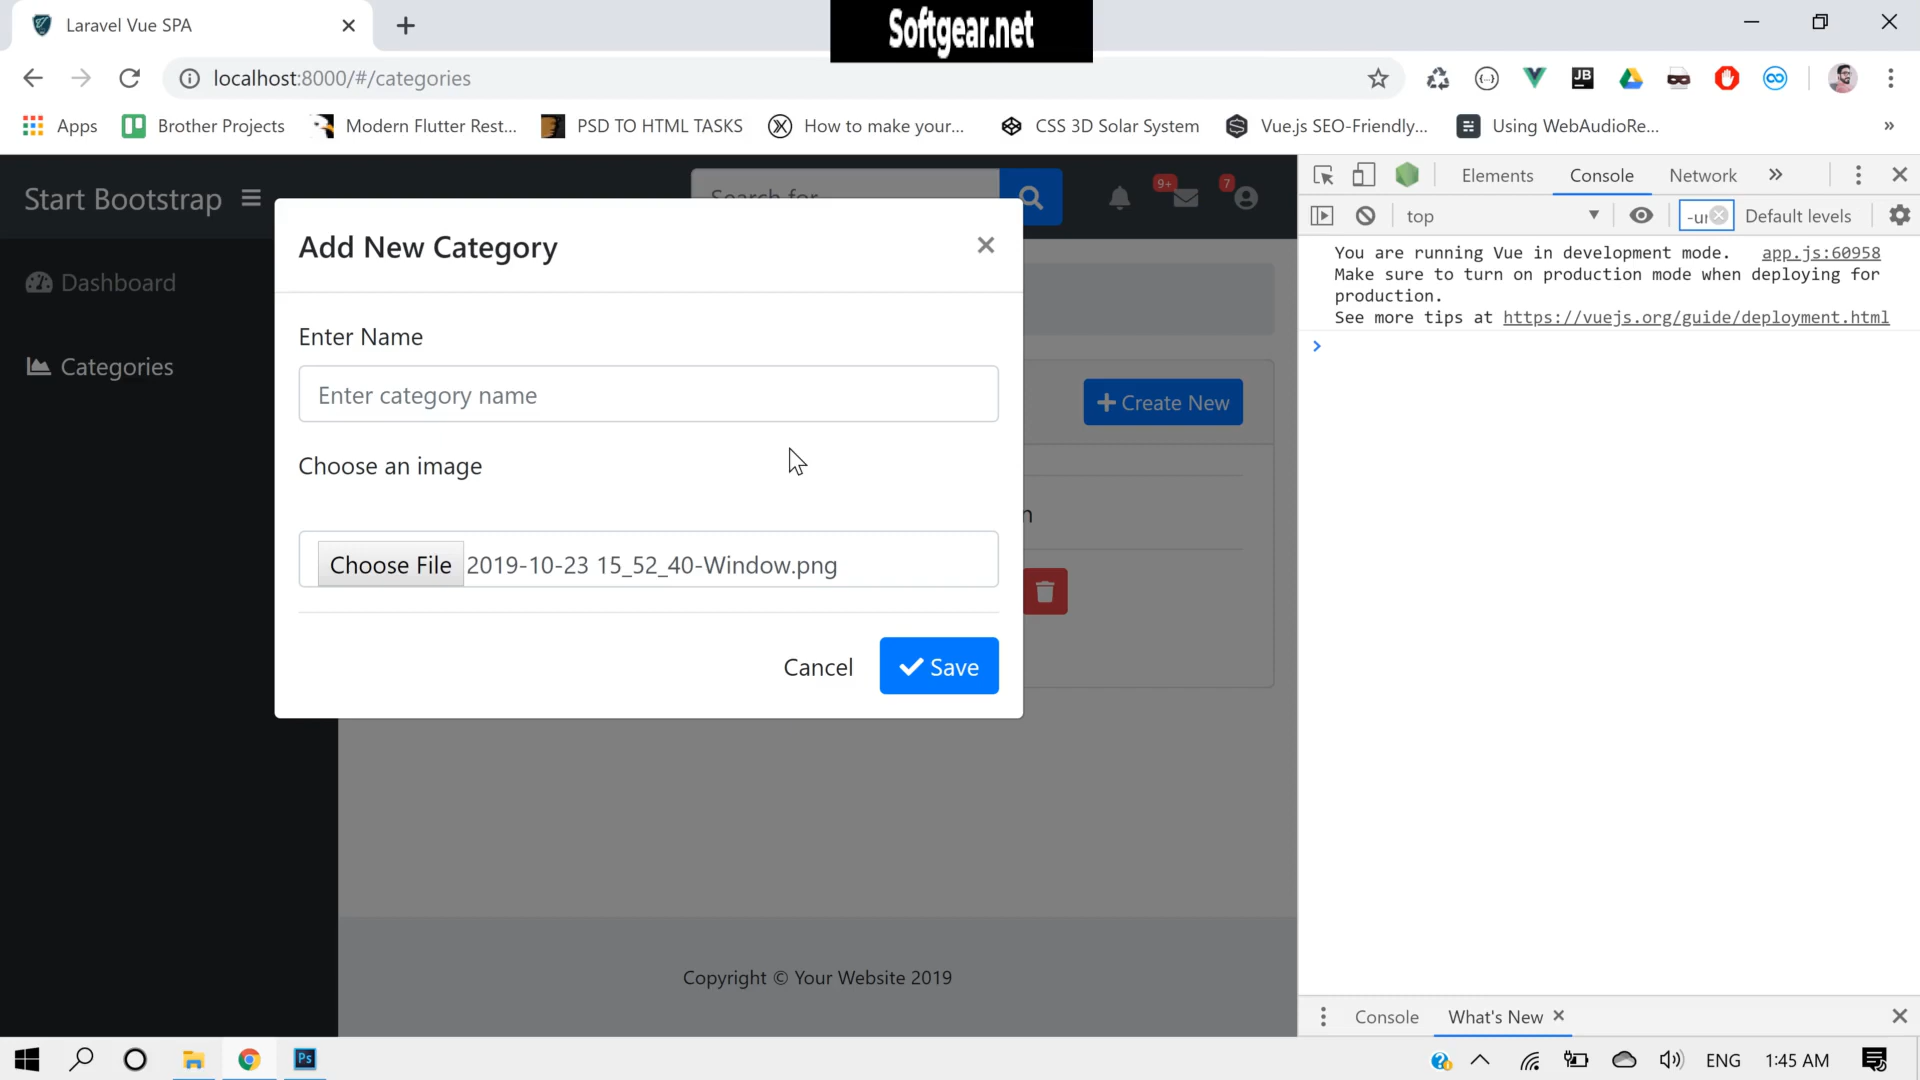 Laravel Vue SPA
Softgear.net
localhost:8000/#/categories
JB
Apps
Brother Projects
Modern Flutter Rest...
PSD TO HTML TASKS
How to make your...
CSS 3D Solar System
Vue.js SEO-Friendly...
Using WebAudioRe...
»
Start Bootstrap
9+
7
Elements
Console
Network
»
top
Default levels
Add New Category
×
Dashboard
You are running Vue in development mode. app.js:60958
Make sure to turn on production mode when deploying for
production.
See more tips at https://vuejs.org/guide/deployment.html
Enter Name
Categories
Enter category name
+ Create New
Choose an image
Choose File 2019-10-23 15_52_40-Window.png
Cancel
Save
Copyright © Your Website 2019
Console
What's New
Ps
ENG
1:45 AM